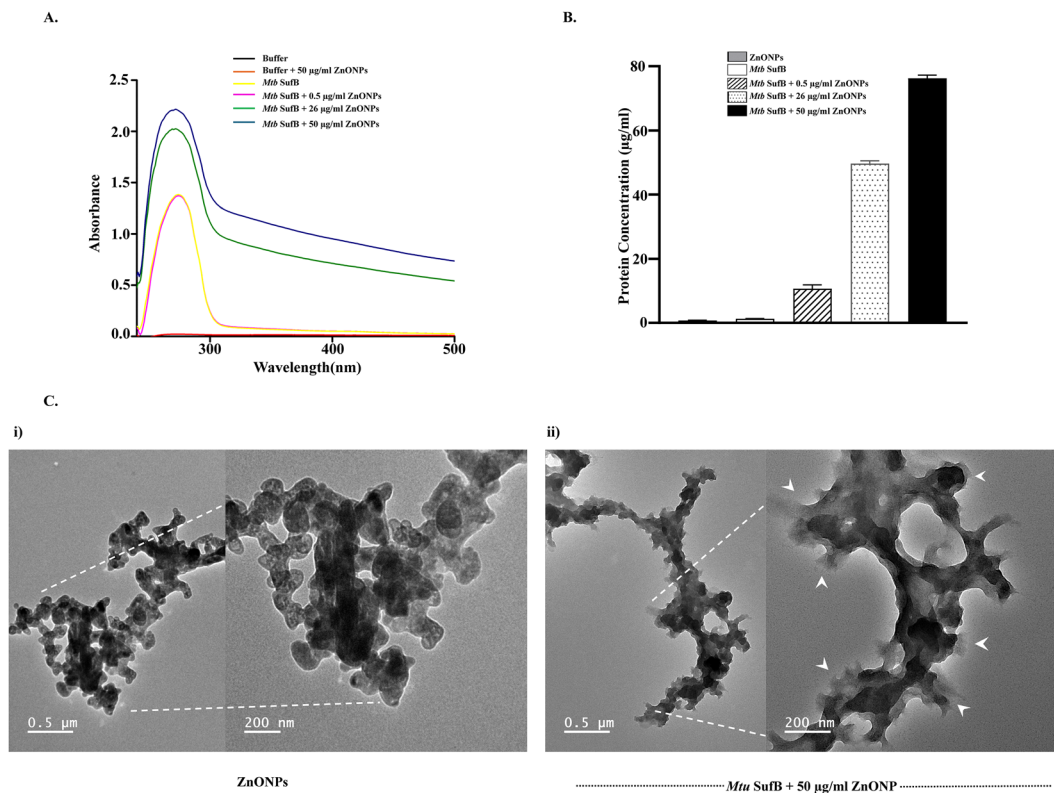 A.
Buffer
Buffer + 50 µg/ml ZnONPs
Mtb SufB
Mtb SufB + 0.5 µg/ml ZnONPs
Mtb SufB + 26 µg/ml ZnONPs
Mtb SufB + 50 µg/ml ZnONPs
2.5
2.0
1.5
1.0
0.5
0.0
Absorbance
300
400
500
Wavelength(nm)
B.
ZnONPs
Mtb SufB
Mtb SufB + 0.5 µg/ml ZnONPs
Mtb SufB + 26 µg/ml ZnONPs
Mtb SufB + 50 µg/ml ZnONPs
80
60
40
20
0
Protein Concentration (µg/ml)
C.
i)
0.5 µm
200 nm
ZnONPs
ii)
0.5 µm
200 nm
Mtu SufB + 50 µg/ml ZnONP